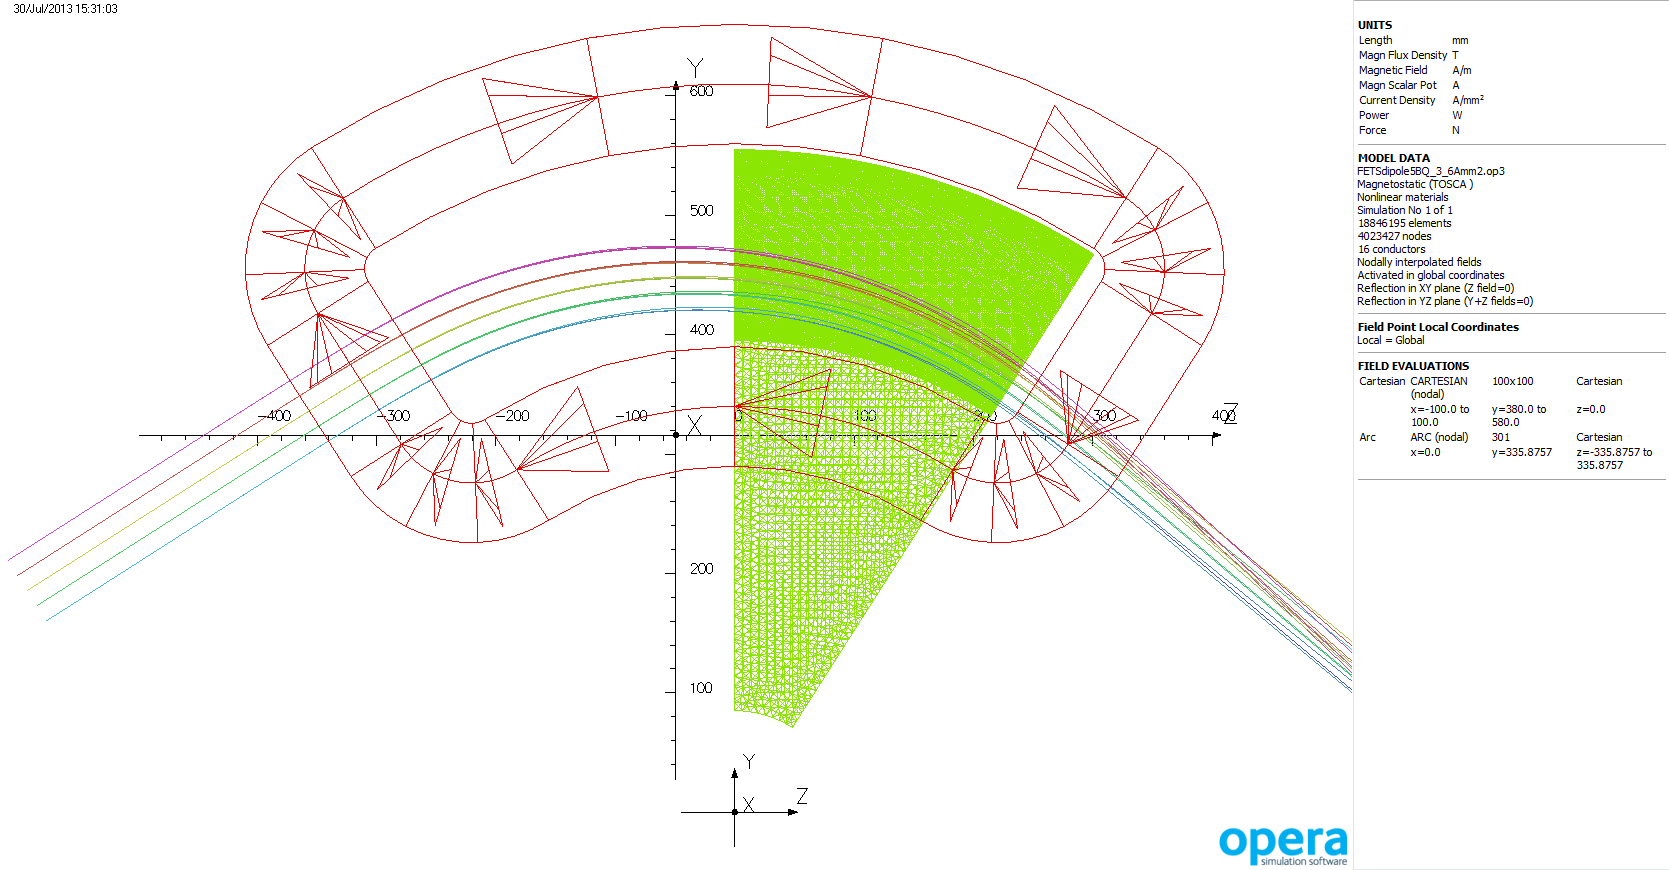 30/Jul/2013 15:31:03
Y
600
500
400
-400
-300
-200
-100
0
100
200
300
400
Z
X
200
100
Y
X
Z
opera
simulation software
UNITS
Length mm
Magn Flux Density T
Magnetic Field A/m
Magn Scalar Pot A
Current Density A/mm²
Power W
Force N
MODEL DATA
FETSdipole5BQ_3_6Amm2.op3
Magnetostatic (TOSCA )
Nonlinear materials
Simulation No 1 of 1
18846195 elements
4023427 nodes
16 conductors
Nodally interpolated fields
Activated in global coordinates
Reflection in XY plane (Z field=0)
Reflection in YZ plane (Y+Z fields=0)
Field Point Local Coordinates
Local = Global
FIELD EVALUATIONS
Cartesian CARTESIAN 100x100 Cartesian
(nodal)
x=-100.0 to y=380.0 to z=0.0
100.0 580.0
Arc ARC (nodal) 301 Cartesian
x=0.0 y=335.8757 z=-335.8757 to
335.8757